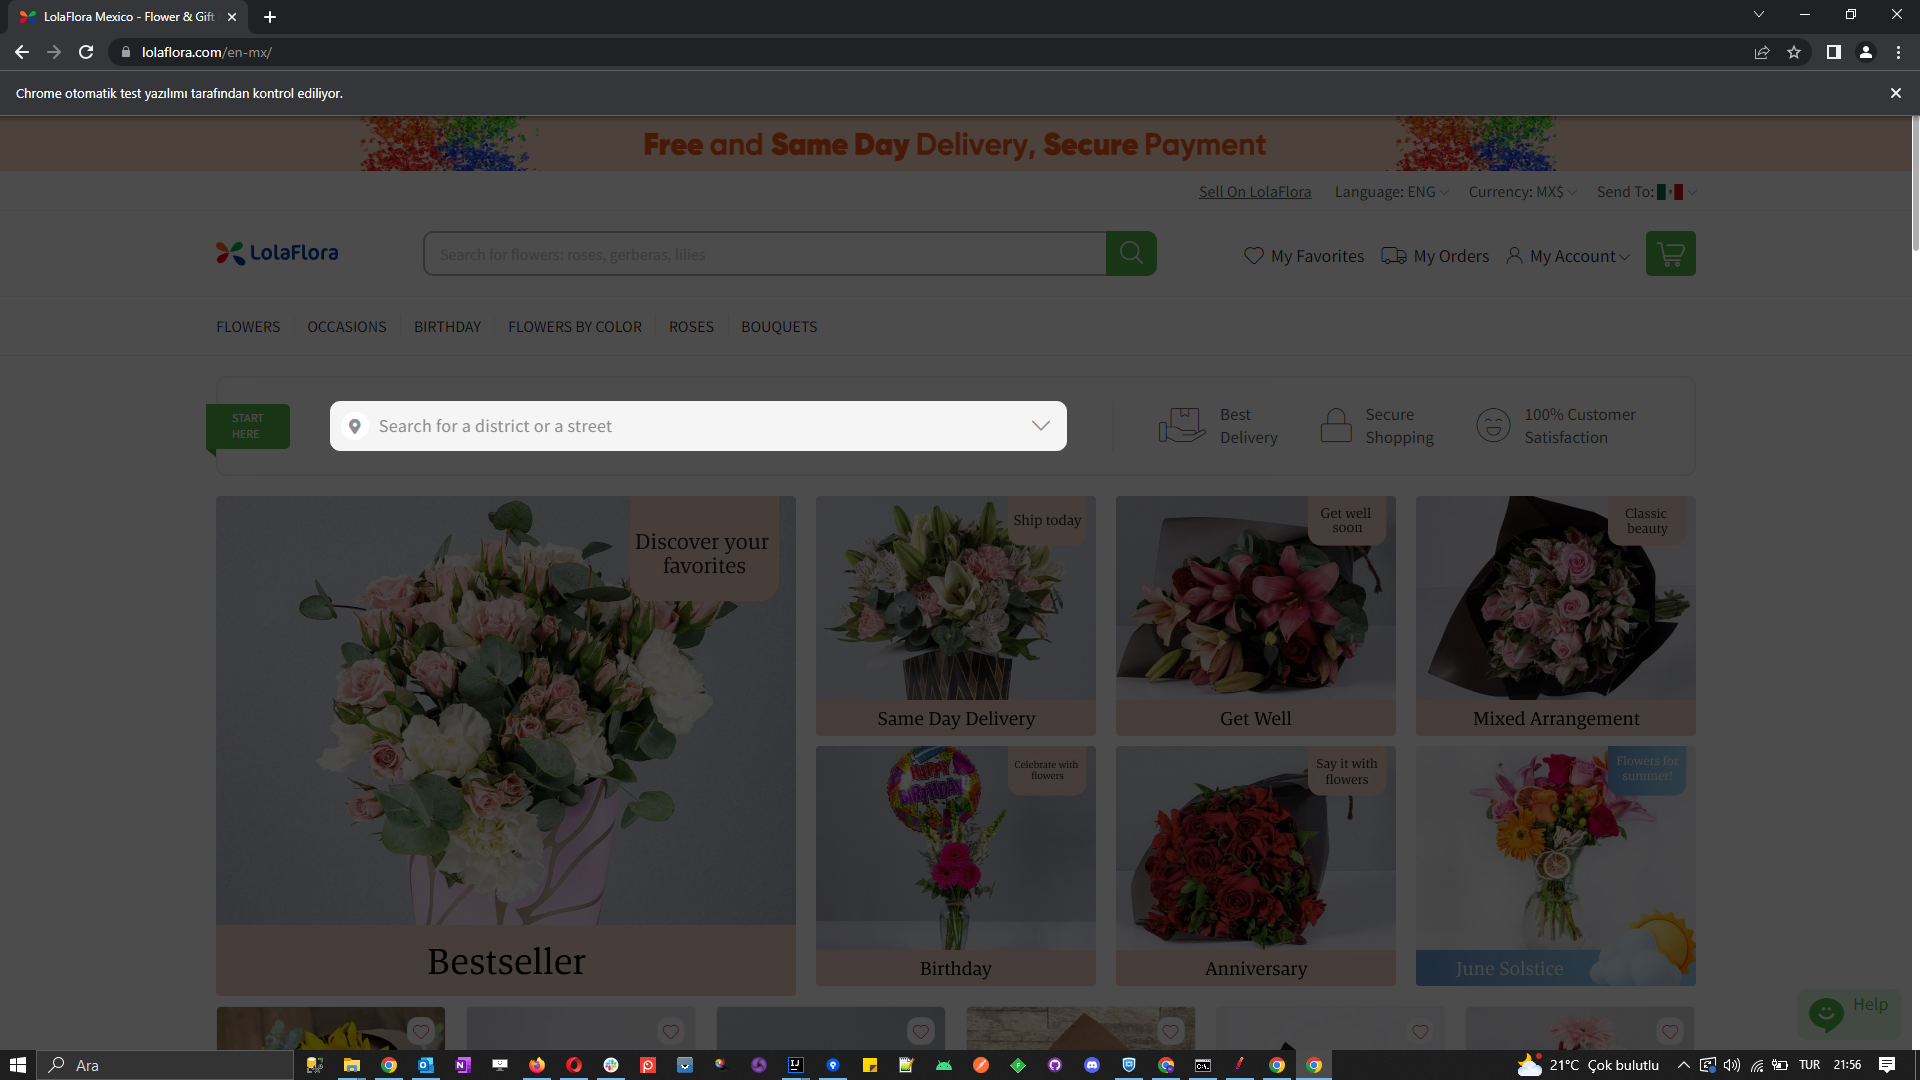 LolaFlora Mexico - Flower & Gift
lolaflora.com/en-mx/
Chrome otomatik test yazılımı tarafından kontrol ediliyor.
Free and Same Day Delivery, Secure Payment
Sell On LolaFlora Language: ENG Currency: MX$ Send To:
LolaFlora
Search for flowers: roses, gerberas, lilies
My Favorites My Orders My Account
FLOWERS OCCASIONS BIRTHDAY FLOWERS BY COLOR ROSES BOUQUETS
START
HERE
Search for a district or a street
Best
Delivery
Secure
Shopping
100% Customer
Satisfaction
Discover your
favorites
Bestseller
Ship today
Same Day Delivery
Get well
soon
Get Well
Classic
beauty
Mixed Arrangement
Celebrate with
flowers
HAPPY
BIRTHDAY
Birthday
Say it with
flowers
Anniversary
Flowers for
summer!
June Solstice
Help
Ara
21°C Çok bulutlu
TUR
21:56